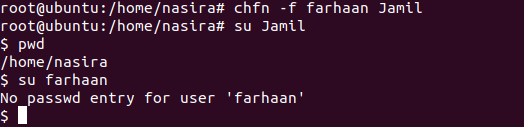 root@ubuntu:/home/nasira# chfn -f farhaan Jamil
root@ubuntu:/home/nasira# su Jamil
$ pwd
/home/nasira
$ su farhaan
No passwd entry for user 'farhaan'
$